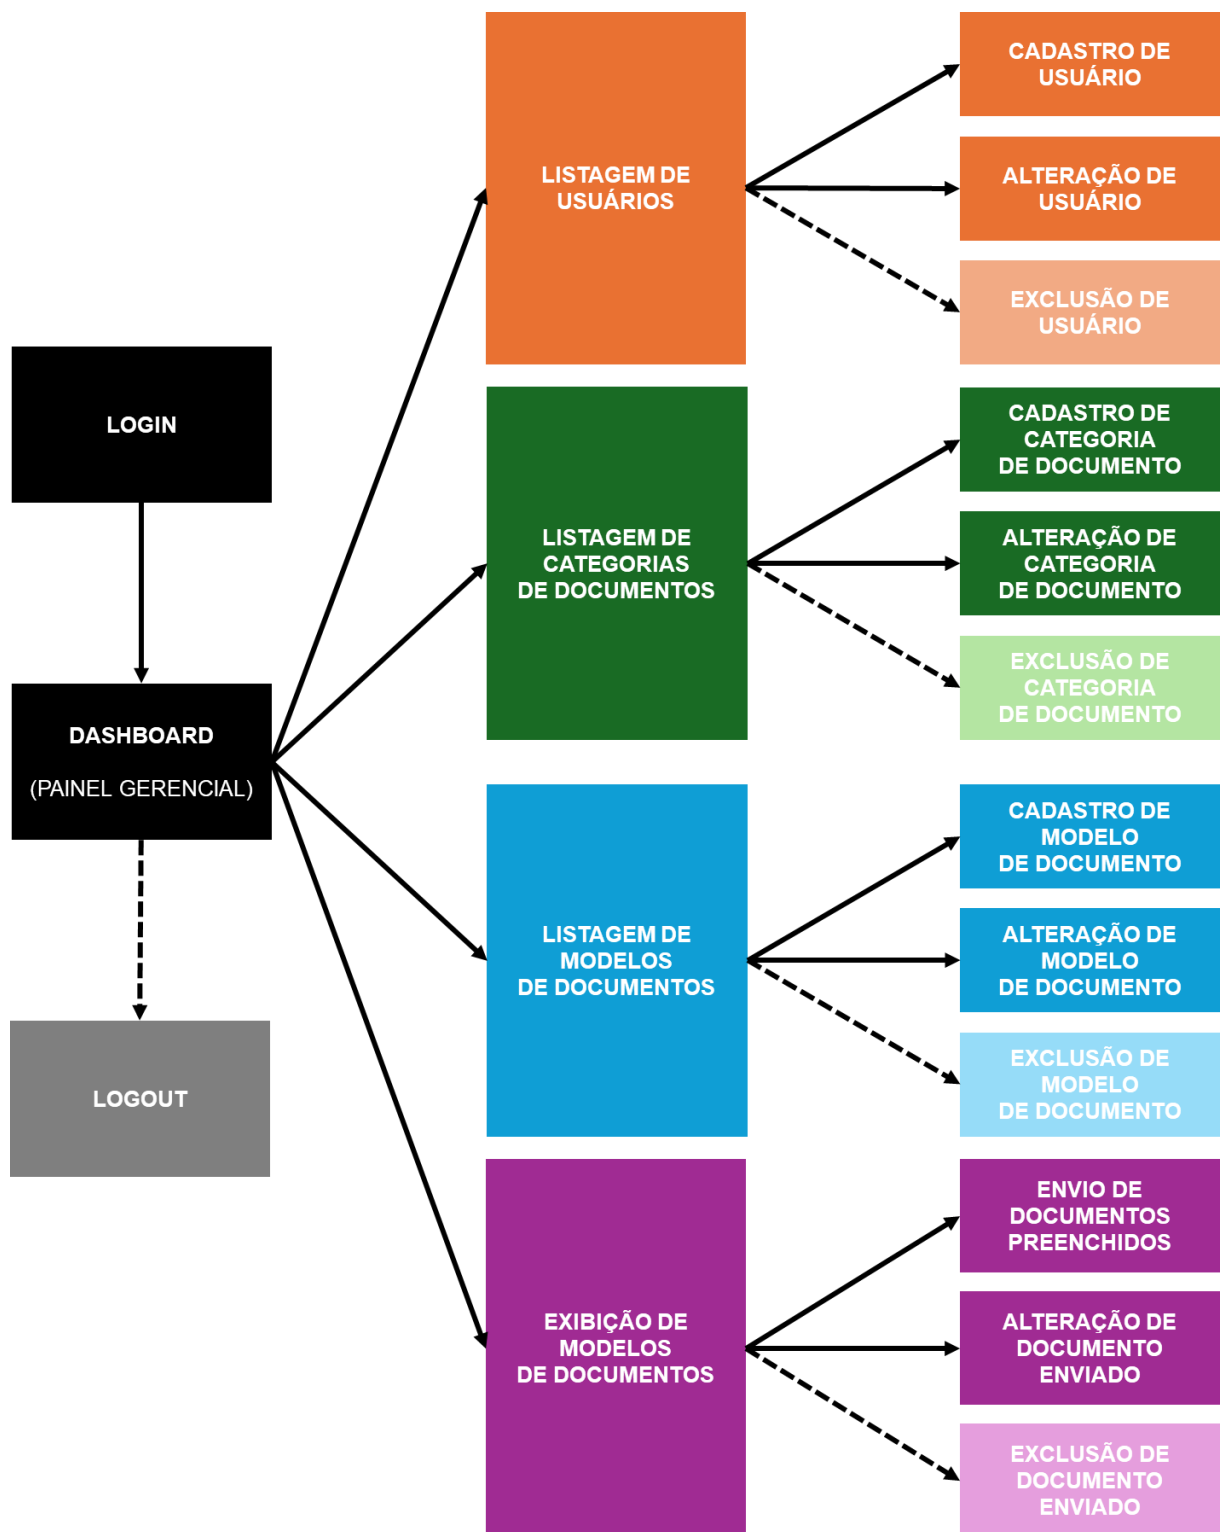 LOGIN
DASHBOARD
(PAINEL GERENCIAL)
LOGOUT
LISTAGEM DE
USUÁRIOS
CADASTRO DE
USUÁRIO
ALTERAÇÃO DE
USUÁRIO
EXCLUSÃO DE
USUÁRIO
LISTAGEM DE
CATEGORIAS
DE DOCUMENTOS
CADASTRO DE
CATEGORIA
DE DOCUMENTO
ALTERAÇÃO DE
CATEGORIA
DE DOCUMENTO
EXCLUSÃO DE
CATEGORIA
DE DOCUMENTO
LISTAGEM DE
MODELOS
DE DOCUMENTOS
CADASTRO DE
MODELO
DE DOCUMENTO
ALTERAÇÃO DE
MODELO
DE DOCUMENTO
EXCLUSÃO DE
MODELO
DE DOCUMENTO
EXIBIÇÃO DE
MODELOS
DE DOCUMENTOS
ENVIO DE
DOCUMENTOS
PREENCHIDOS
ALTERAÇÃO DE
DOCUMENTO
ENVIADO
EXCLUSÃO DE
DOCUMENTO
ENVIADO